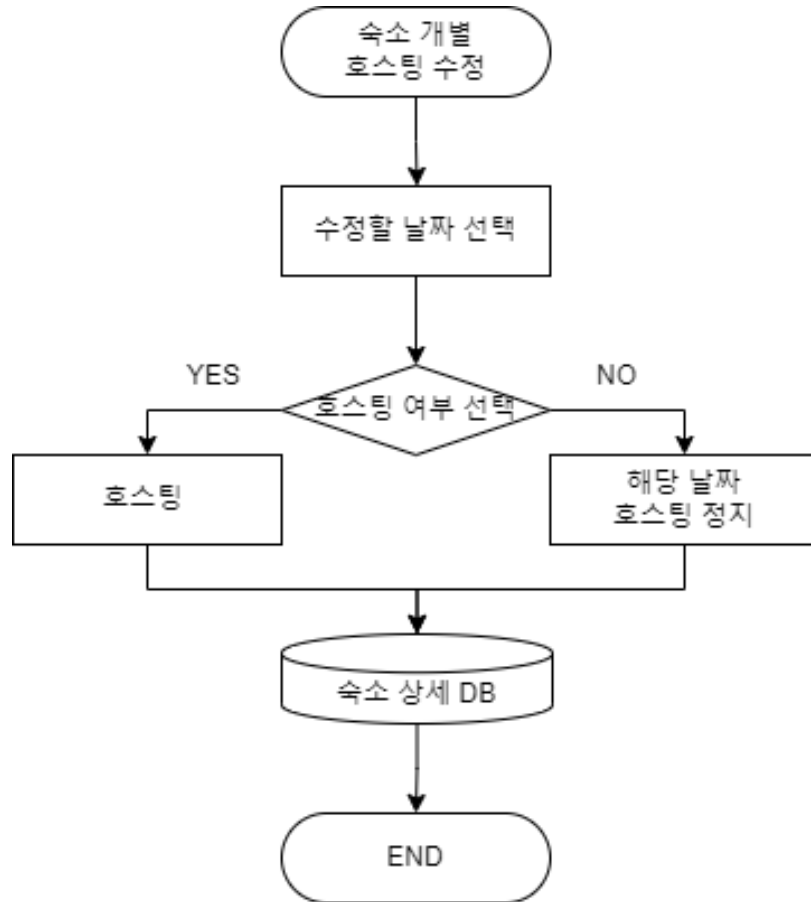 숙소 개별
호스팅 수정
수정할 날짜 선택
YES
NO
호스팅 여부 선택
호스팅
해당 날짜
호스팅 정지
숙소 상세 DB
END